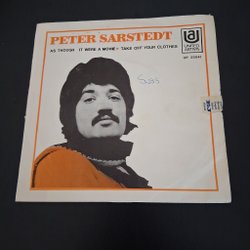 PETER SARSTEDT
AS THOUGH IT WERE A MOVIE • TAKE OFF YOUR CLOTHES
UNITED
ARTISTS